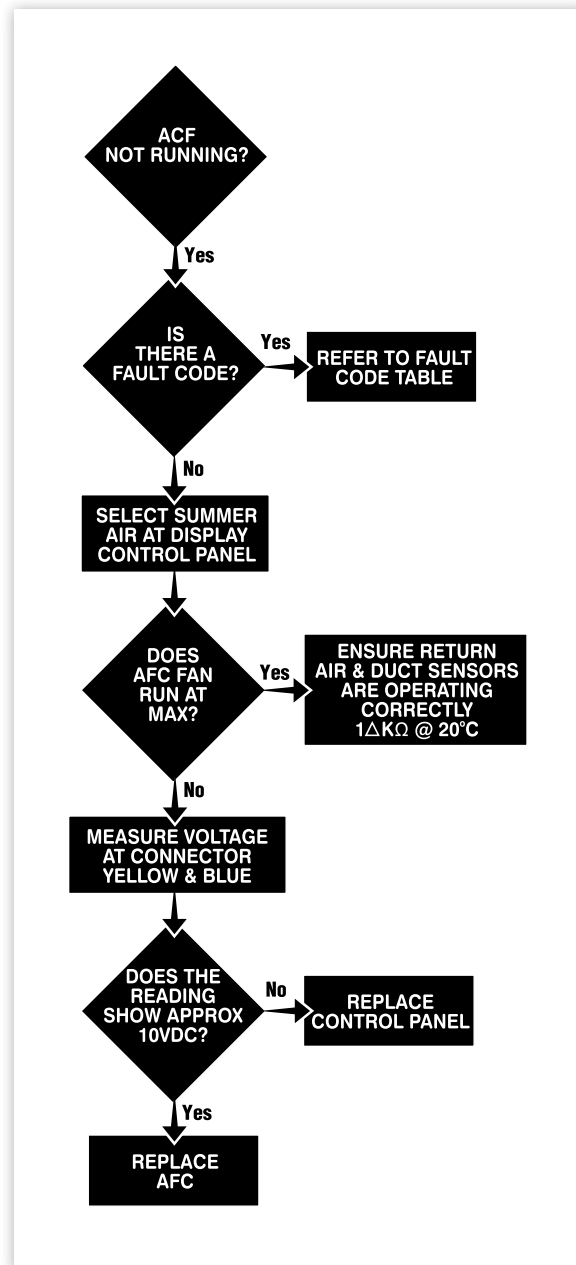 ACF
NOT RUNNING?
Yes
IS
THERE A
FAULT CODE?
Yes
REFER TO FAULT
CODE TABLE
No
SELECT SUMMER
AIR AT DISPLAY
CONTROL PANEL
DOES
AFC FAN
RUN AT
MAX?
Yes
ENSURE RETURN
AIR & DUCT SENSORS
ARE OPERATING
CORRECTLY
1△KΩ @ 20°C
No
MEASURE VOLTAGE
AT CONNECTOR
YELLOW & BLUE
DOES THE
READING
SHOW APPROX
10VDC?
No
REPLACE
CONTROL PANEL
Yes
REPLACE
AFC